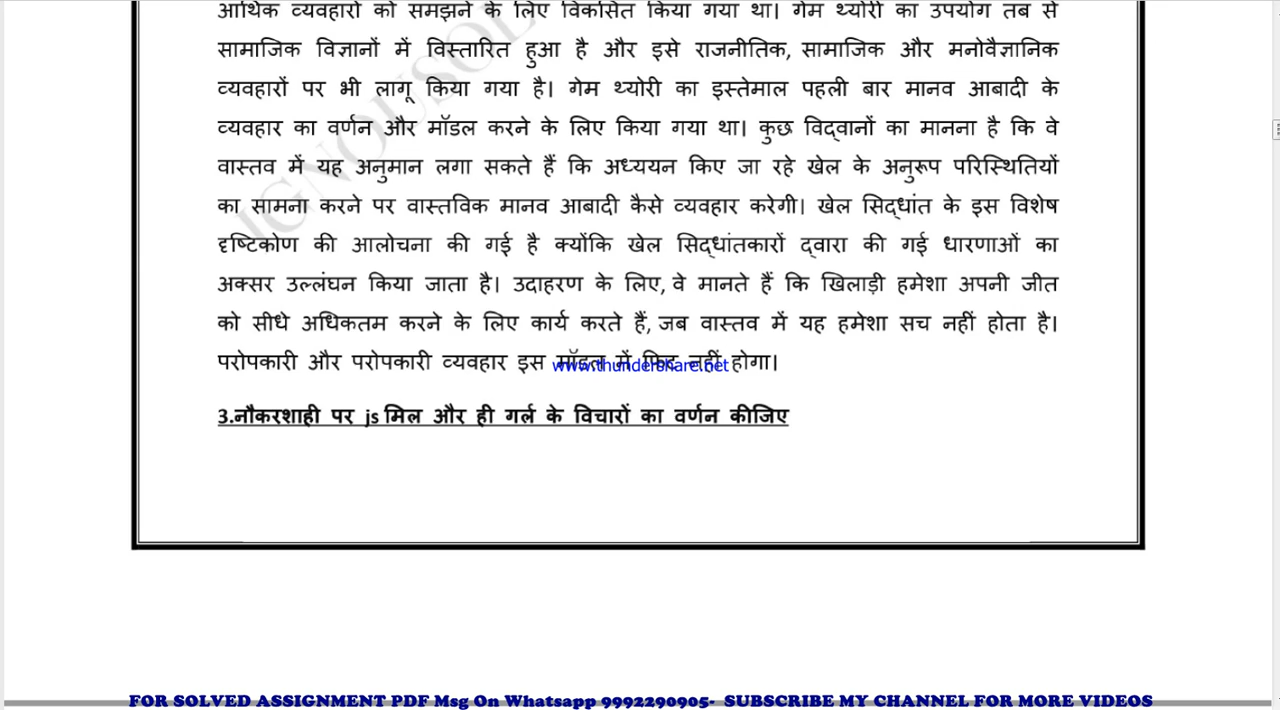 आर्थिक व्यवहारों को समझने के लिए विकसित किया गया था। गेम थ्योरी का उपयोग तब से
सामाजिक विज्ञानों में विस्तारित हुआ है और इसे राजनीतिक, सामाजिक और मनोवैज्ञानिक
व्यवहारों पर भी लागू किया गया है। गेम थ्योरी का इस्तेमाल पहली बार मानव आबादी के
व्यवहार का वर्णन और मॉडल करने के लिए किया गया था। कुछ विद्वानों का मानना है कि वे
वास्तव में यह अनुमान लगा सकते हैं कि अध्ययन किए जा रहे खेल के अनुरूप परिस्थितियों
का सामना करने पर वास्तविक मानव आबादी कैसे व्यवहार करेगी। खेल सिद्धांत के इस विशेष
दृष्टिकोण की आलोचना की गई है क्योंकि खेल सिद्धांतकारों द्वारा की गई धारणाओं का
अक्सर उल्लंघन किया जाता है। उदाहरण के लिए, वे मानते हैं कि खिलाड़ी हमेशा अपनी जीत
को सीधे अधिकतम करने के लिए कार्य करते हैं, जब वास्तव में यह हमेशा सच नहीं होता है।
परोपकारी और परोपकारी व्यवहार इस मॉडल में फिट नहीं होगा।
www.thundershare.net
3.नौकरशाही पर js मिल और ही गर्ल के विचारों का वर्णन कीजिए
IGNOUSOL
FOR SOLVED ASSIGNMENT PDF Msg On Whatsapp 9992290905- SUBSCRIBE MY CHANNEL FOR MORE VIDEOS